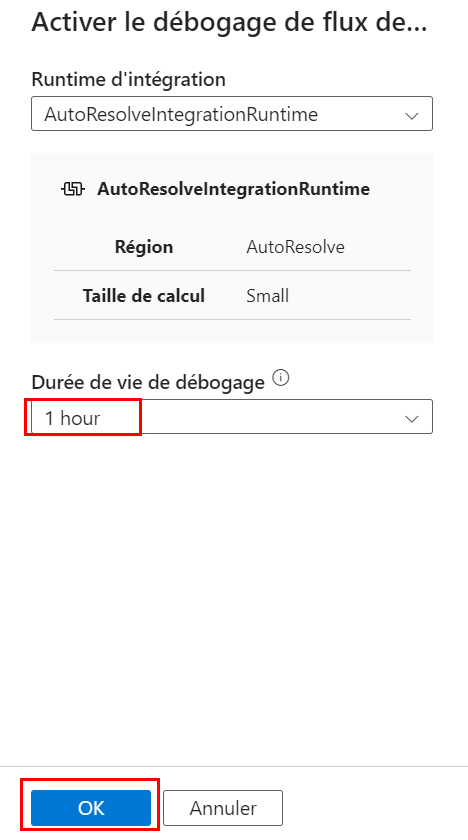 Activer le débogage de flux de...
Runtime d'intégration
AutoResolveIntegrationRuntime
AutoResolveIntegrationRuntime
Région AutoResolve
Taille de calcul Small
Durée de vie de débogage
1 hour
OK Annuler